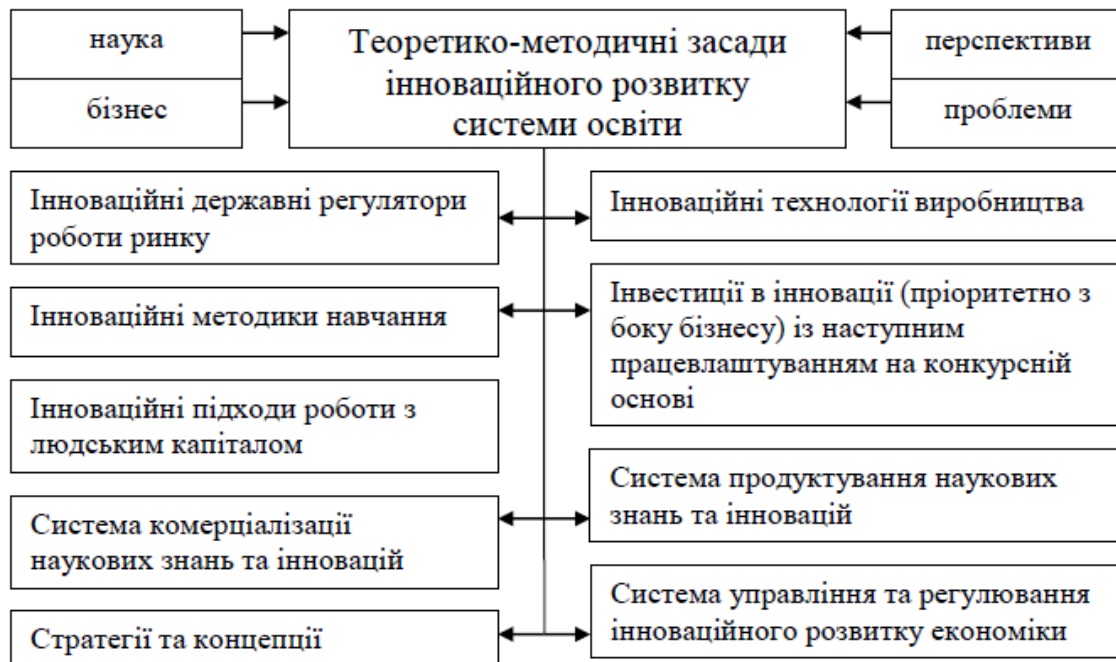 наука
бізнес
Теоретико-методичні засади
інноваційного розвитку
системи освіти
перспективи
проблеми
Інноваційні державні регулятори
роботи ринку
Інноваційні технології виробництва
Інноваційні методики навчання
Інвестиції в інновації (пріоритетно з
боку бізнесу) із наступним
працевлаштуванням на конкурсній
основі
Інноваційні підходи роботи з
людським капіталом
Система продуктування наукових
знань та інновацій
Система комерціалізації
наукових знань та інновацій
Система управління та регулювання
інноваційного розвитку економіки
Стратегії та концепції